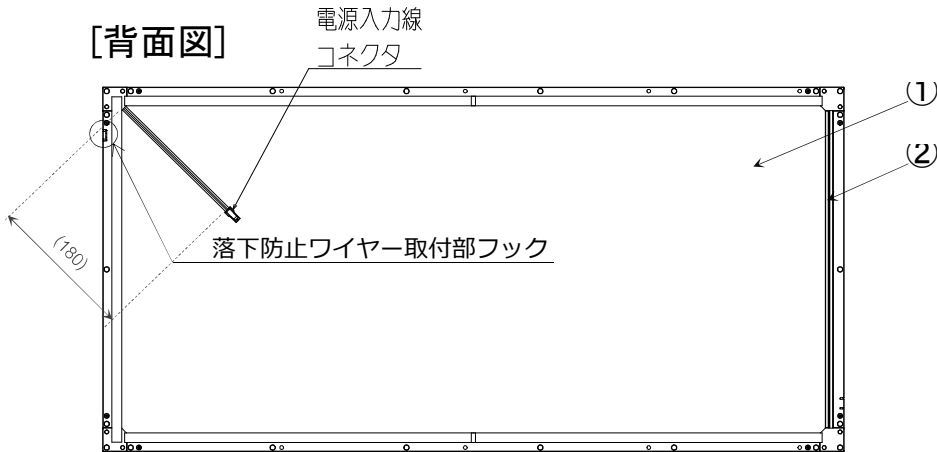 [背面図]
電源入力線
コネクタ
①
②
落下防止ワイヤー取付部フック
(180)